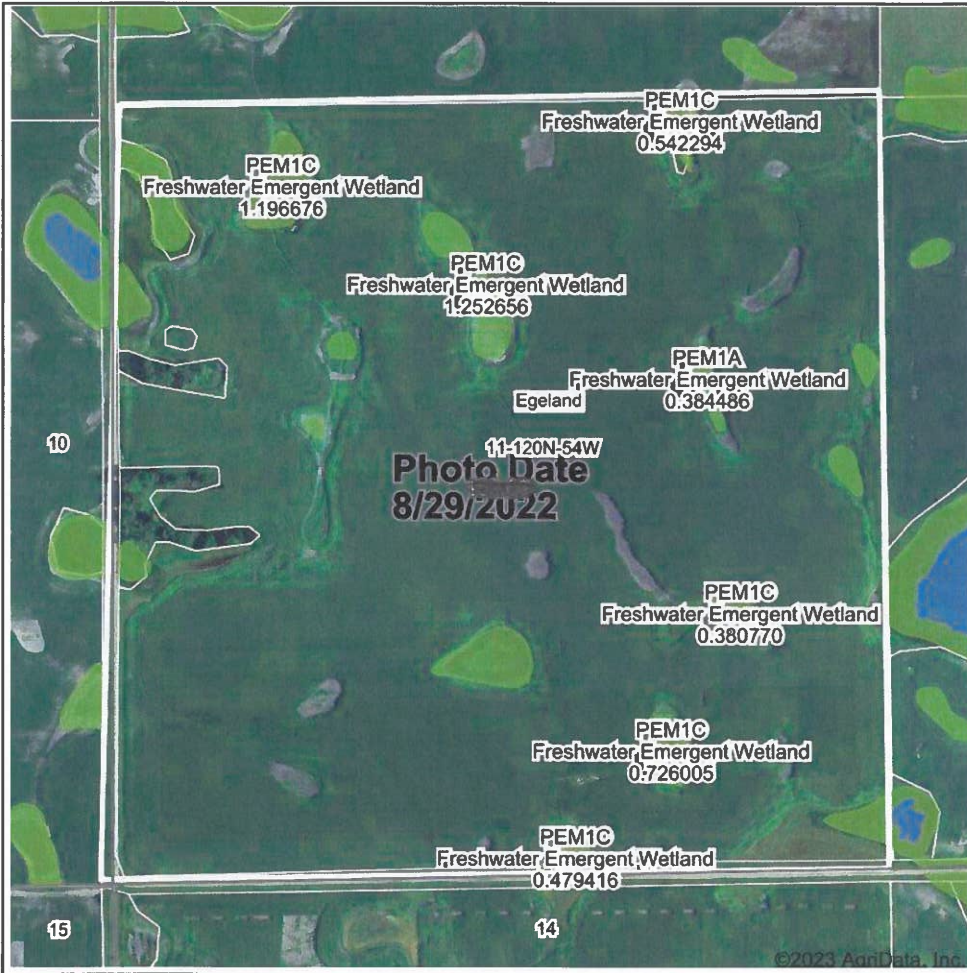 PEM1C
Freshwater Emergent Wetland
0.542294
PEM1C
Freshwater Emergent Wetland
1.196676
PEM1C
Freshwater Emergent Wetland
1.252656
PEM1A
Freshwater Emergent Wetland
0.384486
Egeland
10
11-120N-54W
Photo Date
8/29/2022
PEM1C
Freshwater Emergent Wetland
0.380770
PEM1C
Freshwater Emergent Wetland
0.726005
PEM1C
Freshwater Emergent Wetland
0.479416
15
14
©2023 AgriData, Inc.